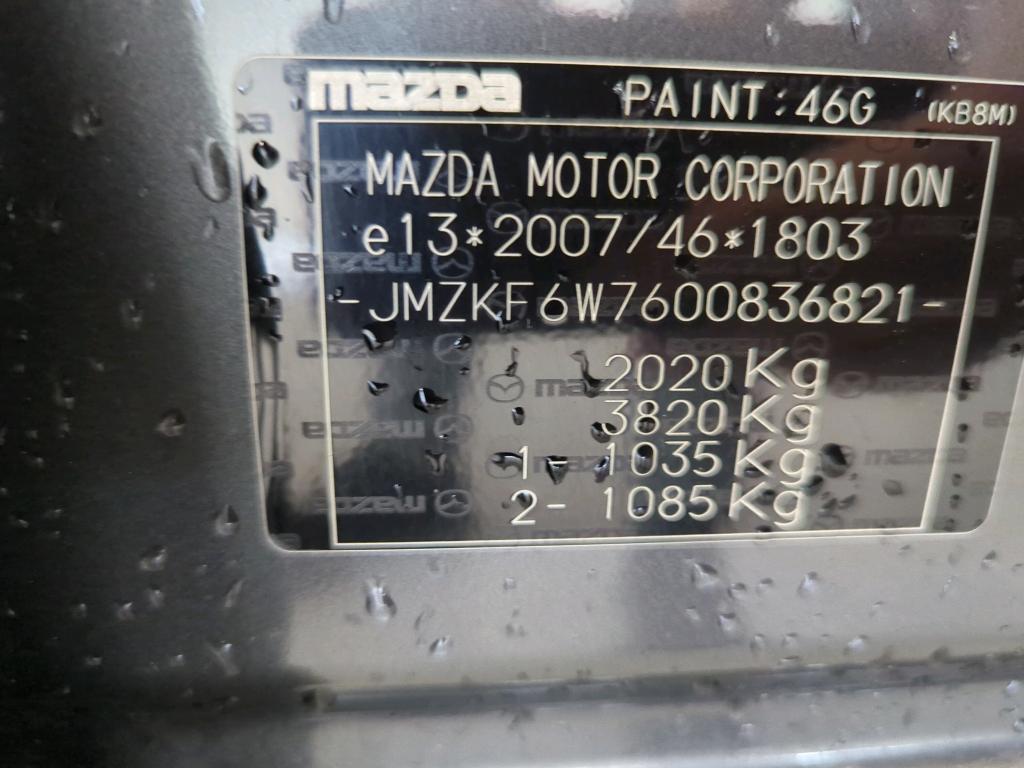 mazda PAINT:46G (KB8M)
MAZDA MOTOR CORPORATION
e13*2007/46*1803
-JMZKF6W7600836821-
2020Kg
3820Kg
1- 1035Kg
2- 1085Kg